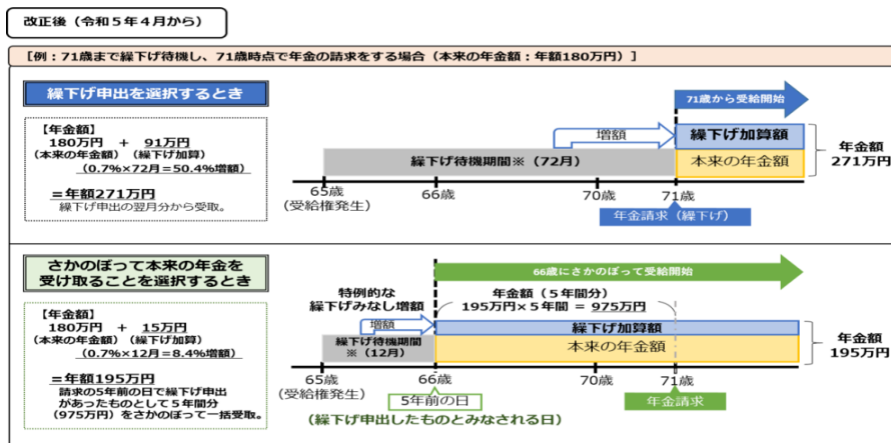 改正後（令和５年４月から）
［例：71歳まで繰下げ待機し、71歳時点で年金の請求をする場合（本来の年金額：年額180万円）］
繰下げ申出を選択するとき
【年金額】
180万円　＋　91万円
（本来の年金額）（繰下げ加算）
（0.7％×72月＝50.4％増額）
＝年額271万円
繰下げ申出の翌月分から受取。
71歳から受給開始
増額
繰下げ加算額
繰下げ待機期間※（72月）
本来の年金額
年金額
271万円
65歳
（受給権発生）
66歳
70歳
71歳
年金請求（繰下げ）
さかのぼって本来の年金を
受け取ることを選択するとき
【年金額】
180万円　＋　15万円
（本来の年金額）（繰下げ加算）
（0.7％×12月＝8.4％増額）
＝年額195万円
請求の5年前の日で繰下げ申出
があったものとして５年間分
（975万円）をさかのぼって一括受取。
66歳にさかのぼって受給開始
特例的な
繰下げみなし増額
年金額（５年間分）
195万円×５年間 ＝ 975万円
増額
繰下げ加算額
繰下げ待機期間
※（12月）
本来の年金額
年金額
195万円
65歳
（受給権発生）
66歳
70歳
71歳
5年前の日
年金請求
（繰下げ申出したものとみなされる日）